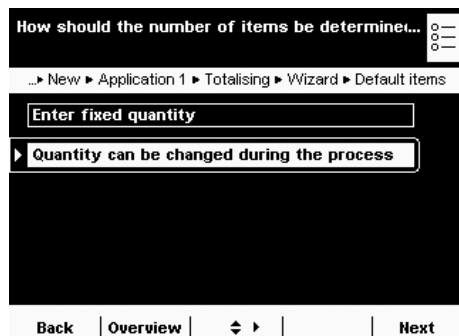 How should the number of items be determine...
...▸ New ▸ Application 1 ▸ Totalising ▸ Wizard ▸ Default items
Enter fixed quantity
Quantity can be changed during the process
Back Overview Next